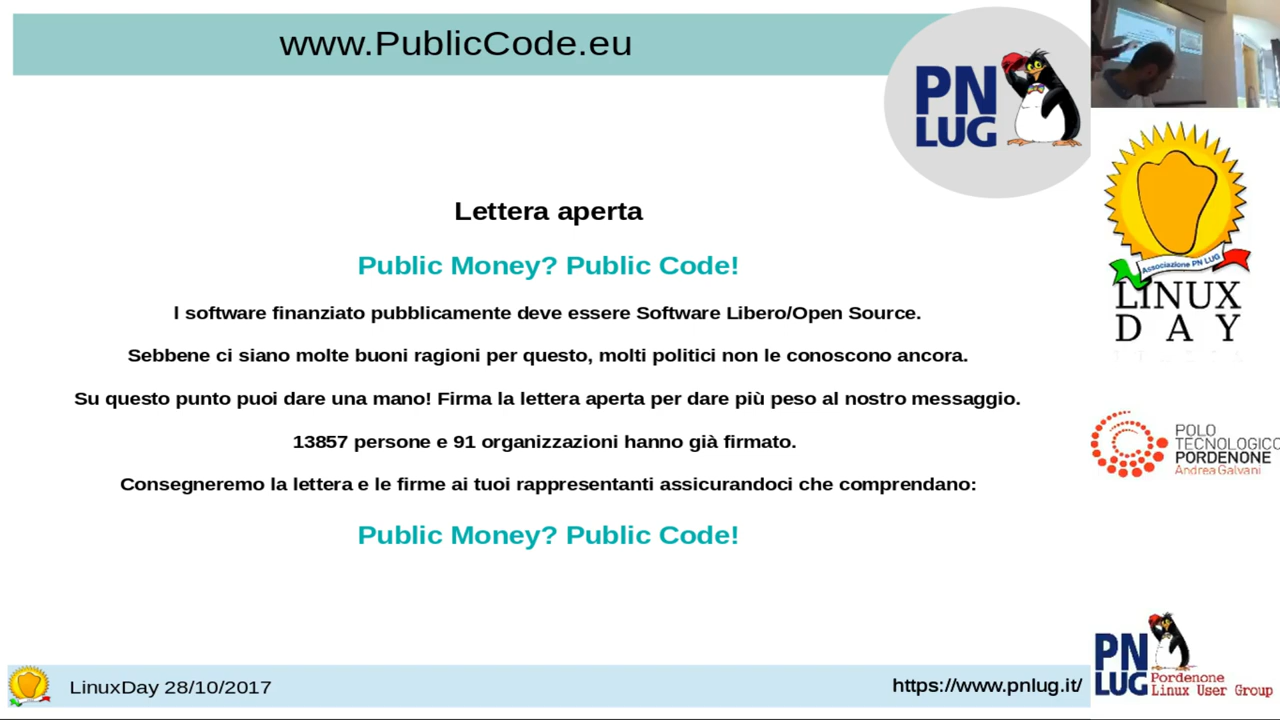 www.PublicCode.eu
PN
LUG
Lettera aperta
Public Money? Public Code!
l software finanziato pubblicamente deve essere Software Libero/Open Source.
Sebbene ci siano molte buoni ragioni per questo, molti politici non le conoscono ancora.
Su questo punto puoi dare una mano! Firma la lettera aperta per dare più peso al nostro messaggio.
13857 persone e 91 organizzazioni hanno già firmato.
Consegneremo la lettera e le firme ai tuoi rappresentanti assicurandoci che comprendano:
Public Money? Public Code!
LinuxDay 28/10/2017
https://www.pnlug.it/
Associazione PN LUG
LINUX
DAY
POLO
TECNOLOGICO
PORDENONE
Andrea Galvani
PN
LUG
Pordenone
Linux User Group